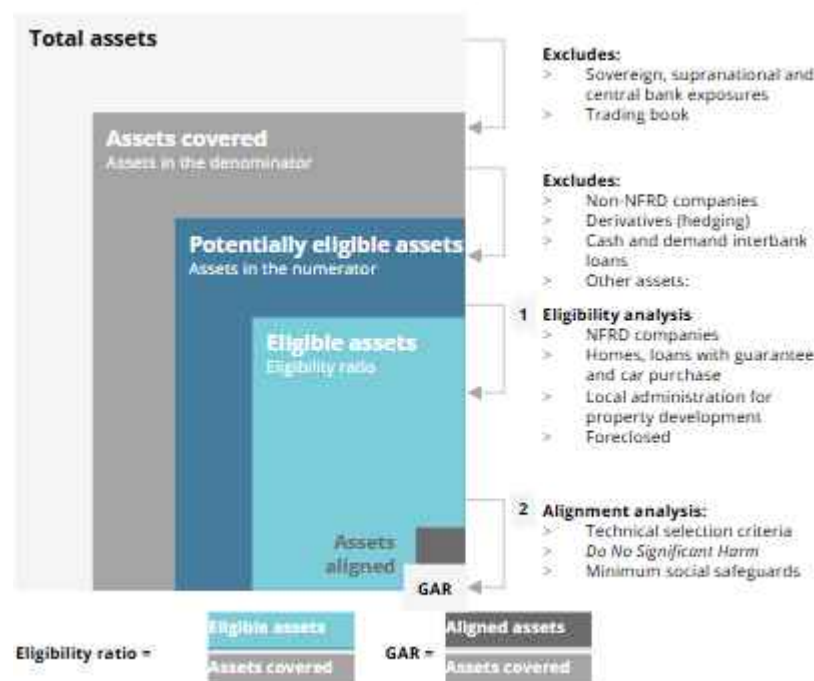 Total assets
Excludes:
> Sovereign, supranational and
central bank exposures
> Trading book
Assets covered
Assets in the denominator
Excludes:
> Non-NFRD companies
> Derivatives (hedging)
> Cash and demand interbank
loans
> Other assets:
Potentially eligible assets
Assets in the numerator
1 Eligibility analysis
> NFRD companies
> Homes, loans with guarantee
and car purchase
> Local administration for
property development
> Foreclosed
Eligible assets
Eligibility ratio
2 Alignment analysis:
> Technical selection criteria
> Do No Significant Harm
> Minimum social safeguards
Assets
aligned
GAR
Eligibility ratio =
Eligible assets
Assets covered
GAR =
Aligned assets
Assets covered